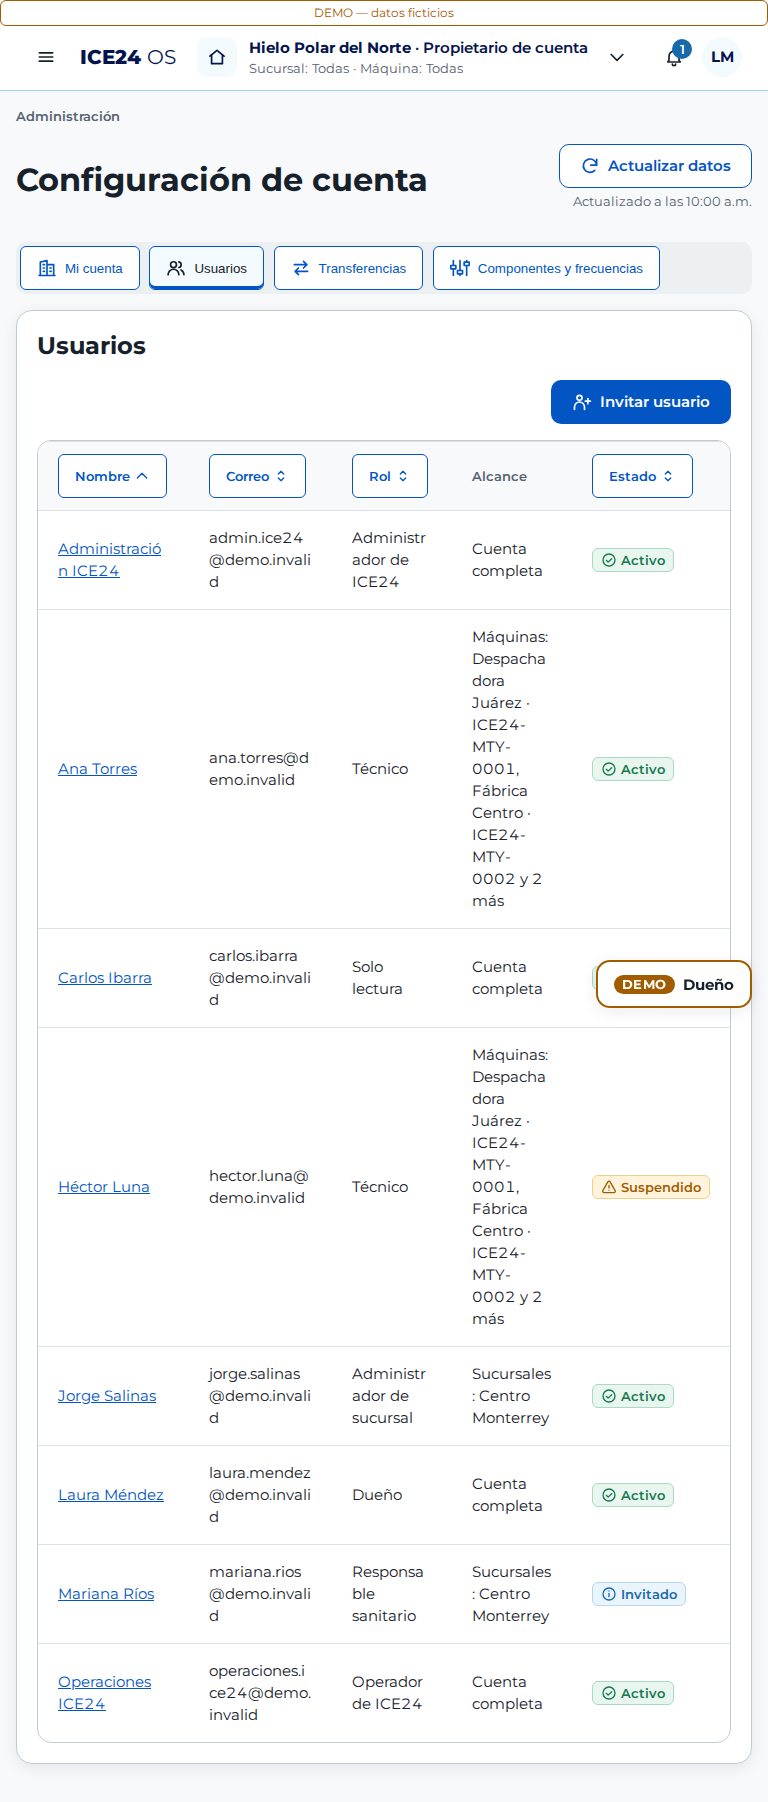 DEMO — datos ficticios
ICE24 OS
Hielo Polar del Norte · Propietario de cuenta
Sucursal: Todas · Máquina: Todas
1
LM
Administración
Configuración de cuenta
Actualizar datos
Actualizado a las 10:00 a.m.
Mi cuenta
Usuarios
Transferencias
Componentes y frecuencias
Usuarios
Invitar usuario
Nombre
Correo
Rol
Alcance
Estado
Administració
n ICE24
admin.ice24
@demo.invali
d
Administr
ador de
ICE24
Cuenta
completa
Activo
Ana Torres
ana.torres@d
emo.invalid
Técnico
Máquinas:
Despacha
dora
Juárez ·
ICE24-
MTY-
0001,
Fábrica
Centro ·
ICE24-
MTY-
0002 y 2
más
Activo
Carlos Ibarra
carlos.ibarra
@demo.invali
d
Solo
lectura
Cuenta
completa
DEMO Dueño
Héctor Luna
hector.luna@
demo.invalid
Técnico
Máquinas:
Despacha
dora
Juárez ·
ICE24-
MTY-
0001,
Fábrica
Centro ·
ICE24-
MTY-
0002 y 2
más
Suspendido
Jorge Salinas
jorge.salinas
@demo.invali
d
Administr
ador de
sucursal
Sucursales
: Centro
Monterrey
Activo
Laura Méndez
laura.mendez
@demo.invali
d
Dueño
Cuenta
completa
Activo
Mariana Ríos
mariana.rios
@demo.invali
d
Responsa
ble
sanitario
Sucursales
: Centro
Monterrey
Invitado
Operaciones
ICE24
operaciones.i
ce24@demo.
invalid
Operador
de ICE24
Cuenta
completa
Activo